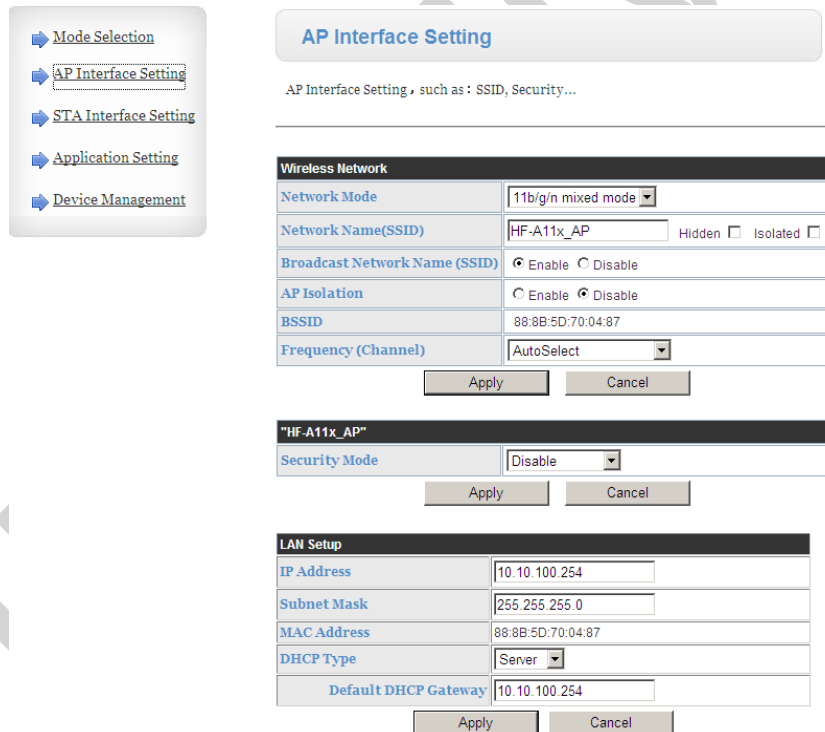 Mode Selection
AP Interface Setting
STA Interface Setting
Application Setting
Device Management
AP Interface Setting
AP Interface Setting, such as: SSID, Security...
Wireless Network
Network Mode 11b/g/n mixed mode
Network Name(SSID) HF-A11x_AP Hidden Isolated
Broadcast Network Name (SSID) Enable Disable
AP Isolation Enable Disable
BSSID 88:8B:5D:70:04:87
Frequency (Channel) AutoSelect
Apply Cancel
"HF-A11x_AP"
Security Mode Disable
Apply Cancel
LAN Setup
IP Address 10.10.100.254
Subnet Mask 255.255.255.0
MAC Address 88:8B:5D:70:04:87
DHCP Type Server
Default DHCP Gateway 10.10.100.254
Apply Cancel